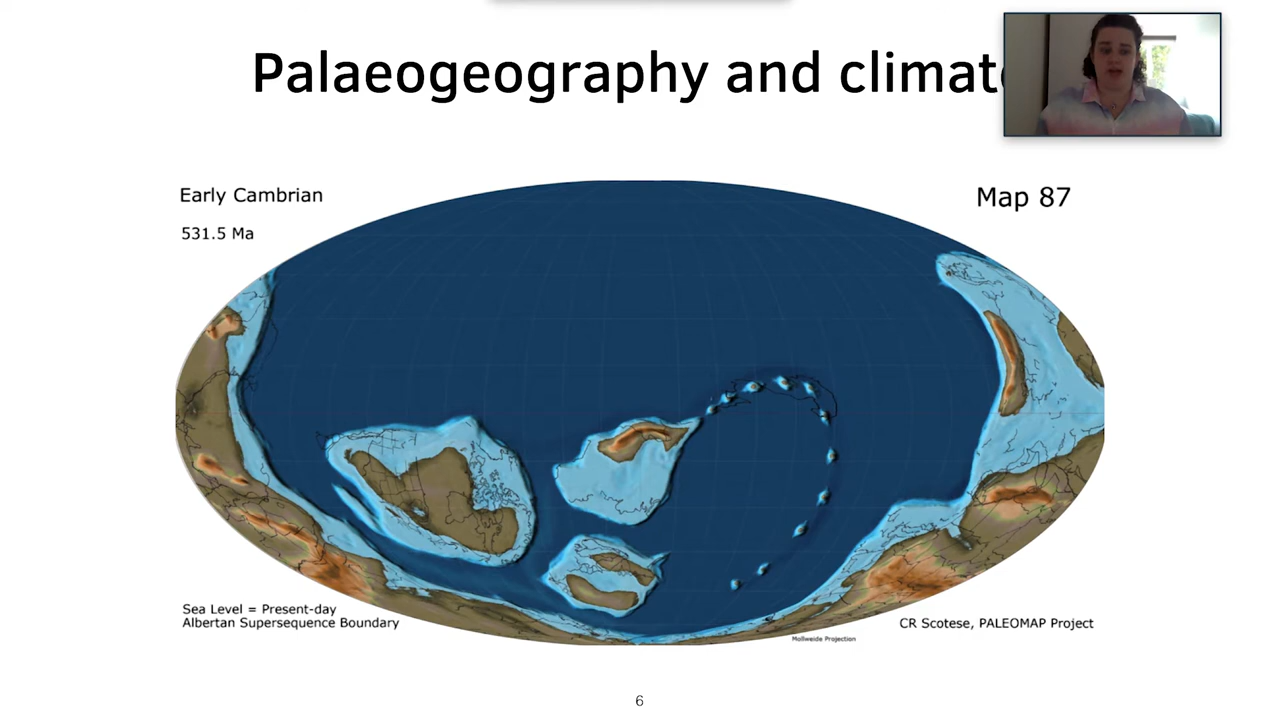 Palaeogeography and climate
Early Cambrian
Map 87
531.5 Ma
Sea Level = Present-day
Albertan Supersequence Boundary
CR Scotese, PALEOMAP Project
Mollweide Projection
6